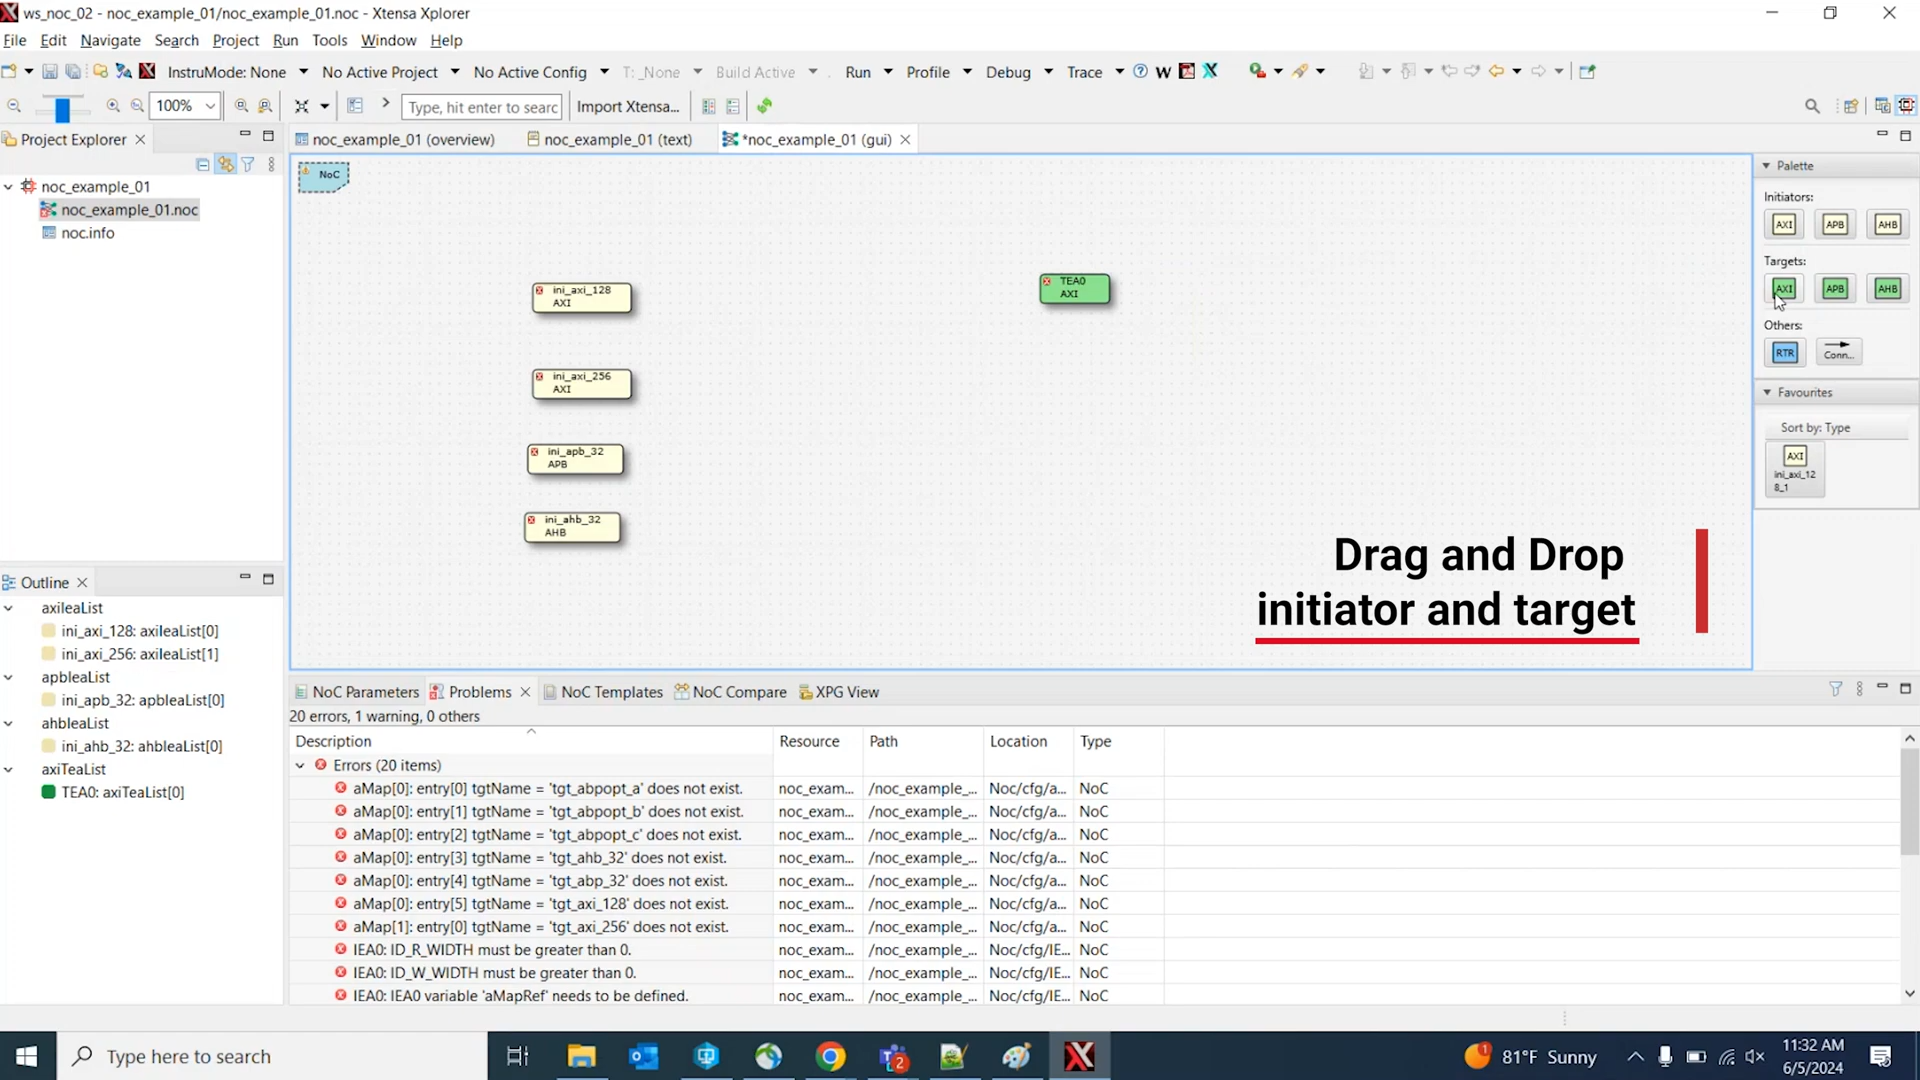 ws_noc_02 - noc_example_01/noc_example_01.noc - Xtensa Xplorer
File Edit Navigate Search Project Run Tools Window Help
InstruMode: None No Active Project No Active Config T: _None Build Active Run Profile Debug Trace
100% Type, hit enter to searc Import Xtensa...
Project Explorer
noc_example_01
noc_example_01.noc
noc.info
noc_example_01 (overview) noc_example_01 (text) *noc_example_01 (gui)
NoC
ini_axi_128
AXI
ini_axi_256
AXI
ini_apb_32
APB
ini_ahb_32
AHB
TEA0
AXI
Drag and Drop
initiator and target
Palette
Initiators:
AXI APB AHB
Targets:
AXI APB AHB
Others:
RTR Conn...
Favourites
Sort by: Type
AXI
ini_axi_12
8_1
Outline
axiIeaList
ini_axi_128: axiIeaList[0]
ini_axi_256: axiIeaList[1]
apbIeaList
ini_apb_32: apbIeaList[0]
ahbIeaList
ini_ahb_32: ahbIeaList[0]
axiTeaList
TEA0: axiTeaList[0]
NoC Parameters Problems NoC Templates NoC Compare XPG View
20 errors, 1 warning, 0 others
Description Resource Path Location Type
Errors (20 items)
aMap[0]: entry[0] tgtName = 'tgt_abpopt_a' does not exist. noc_exam... /noc_example_... Noc/cfg/a... NoC
aMap[0]: entry[1] tgtName = 'tgt_abpopt_b' does not exist. noc_exam... /noc_example_... Noc/cfg/a... NoC
aMap[0]: entry[2] tgtName = 'tgt_abpopt_c' does not exist. noc_exam... /noc_example_... Noc/cfg/a... NoC
aMap[0]: entry[3] tgtName = 'tgt_ahb_32' does not exist. noc_exam... /noc_example_... Noc/cfg/a... NoC
aMap[0]: entry[4] tgtName = 'tgt_abp_32' does not exist. noc_exam... /noc_example_... Noc/cfg/a... NoC
aMap[0]: entry[5] tgtName = 'tgt_axi_128' does not exist. noc_exam... /noc_example_... Noc/cfg/a... NoC
aMap[1]: entry[0] tgtName = 'tgt_axi_256' does not exist. noc_exam... /noc_example_... Noc/cfg/a... NoC
IEA0: ID_R_WIDTH must be greater than 0. noc_exam... /noc_example_... Noc/cfg/IE... NoC
IEA0: ID_W_WIDTH must be greater than 0. noc_exam... /noc_example_... Noc/cfg/IE... NoC
IEA0: IEA0 variable 'aMapRef' needs to be defined. noc_exam... /noc_example_... Noc/cfg/IE... NoC
Type here to search
2
1
81°F Sunny
11:32 AM
6/5/2024